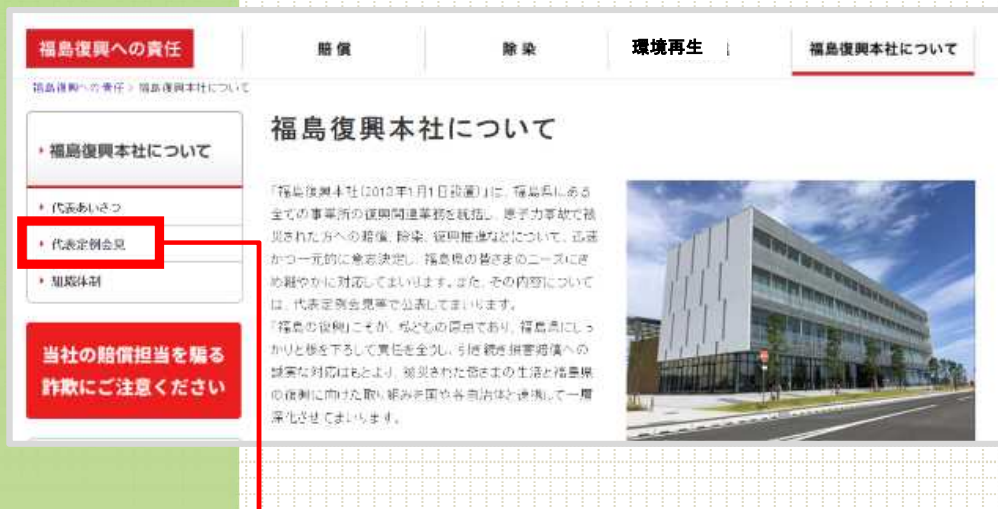 福島復興への責任
賠償
除染
環境再生
福島復興本社について
福島復興への責任 > 福島復興本社について
福島復興本社について
代表あいさつ
代表定例会見
組織体制
当社の賠償担当を騙る
詐欺にご注意ください
福島復興本社について
「福島復興本社(2013年1月1日設置)」は、福島県にある
全ての事業所の復興関連業務を統括し、原子力事故で被
災された方への賠償、除染、復興推進などについて、迅速
かつ一元的に意志決定し、福島県の皆さまのニーズにき
め細やかに対応してまいります。また、その内容について
は、代表定例会見等で公表してまいります。
「福島の復興」こそが、私どもの原点であり、福島県にしっ
かりと根を下ろして責任を全うし、引き続き損害賠償への
誠実な対応はもとより、被災された皆さまの生活と福島県
の復興に向けた取り組みを国や各自治体と連携して一層
深化させてまいります。